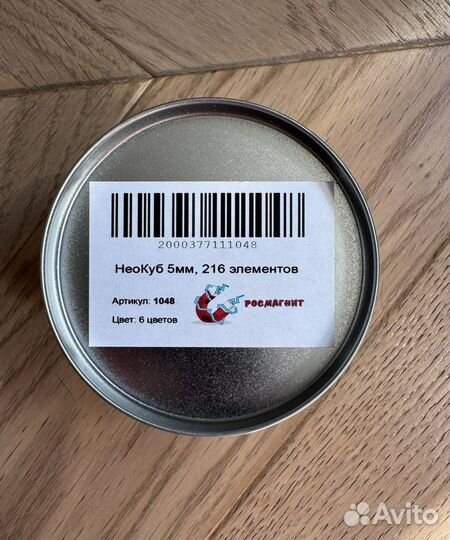 2000377111048
НеоКуб 5мм, 216 элементов
Артикул: 1048
РОСМАГНИТ
Цвет: 6 цветов
Avito